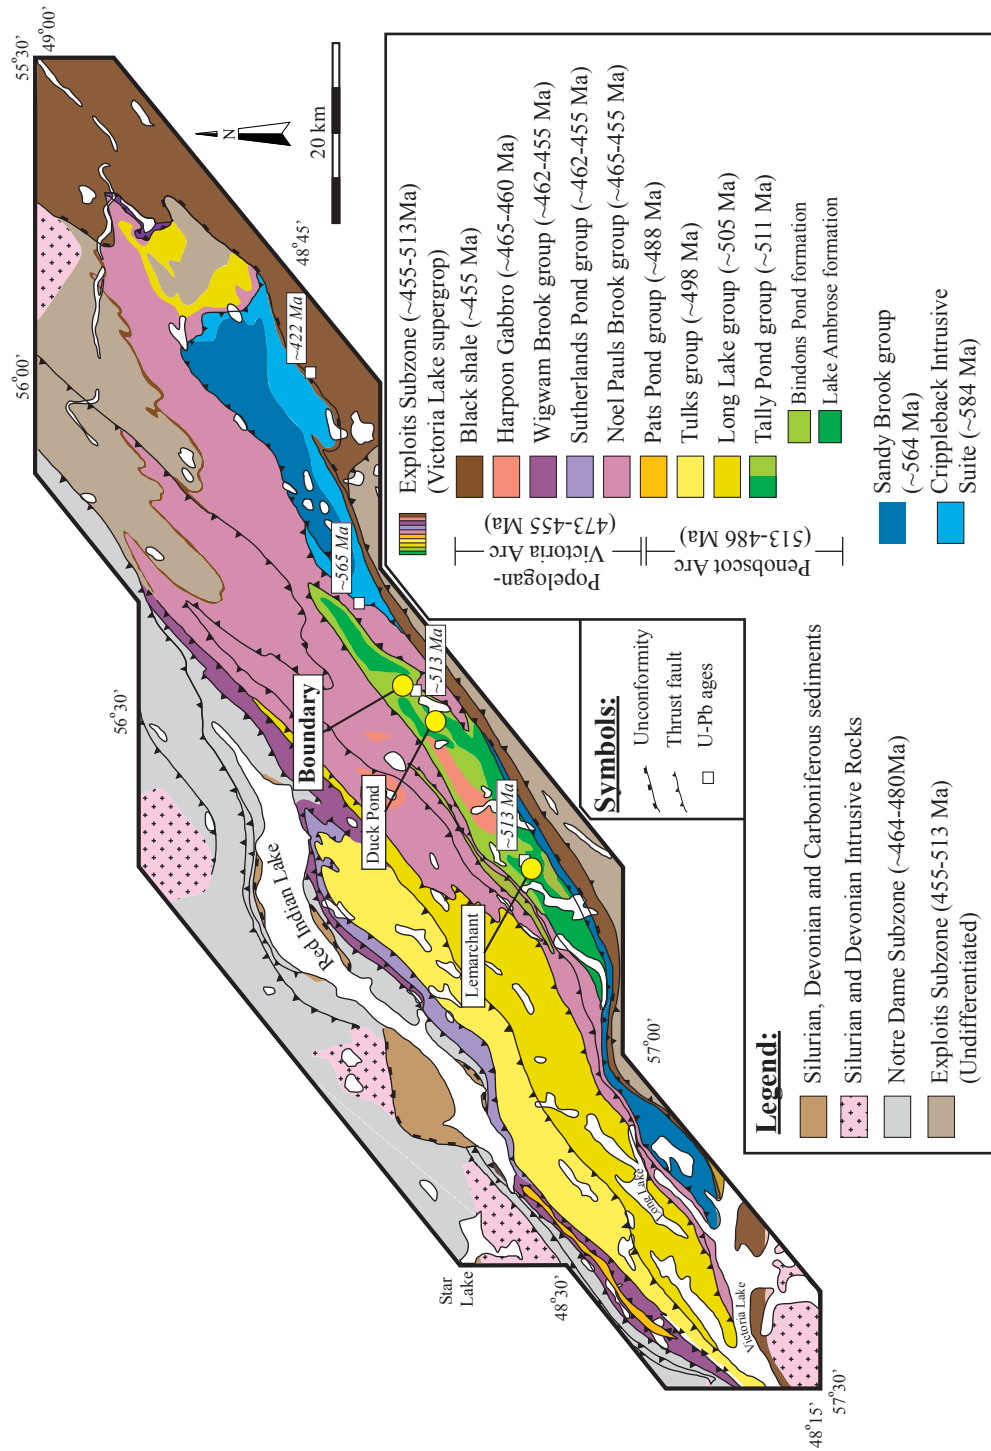 55°30'
49°00'
56°00'
48°45'
N
20 km
~422 Ma
~565 Ma
56°30'
Boundary
~513 Ma
Duck Pond
Red Indian Lake
~513 Ma
Lemarchant
57°00'
Star
Lake
48°30'
Long Lake
Victoria Lake
48°15'
57°30'
Symbols:
Unconformity
Thrust fault
U-Pb ages
Legend:
Silurian, Devonian and Carboniferous sediments
Silurian and Devonian Intrusive Rocks
Notre Dame Subzone (~464-480Ma)
Exploits Subzone (455-513 Ma)
(Undifferentiated)
Exploits Subzone (~455-513Ma)
(Victoria Lake supergrop)
Black shale (~455 Ma)
Harpoon Gabbro (~465-460 Ma)
Wigwam Brook group (~462-455 Ma)
Sutherlands Pond group (~462-455 Ma)
Noel Pauls Brook group (~465-455 Ma)
Pats Pond group (~488 Ma)
Tulks group (~498 Ma)
Long Lake group (~505 Ma)
Tally Pond group (~511 Ma)
Bindons Pond formation
Lake Ambrose formation
Popelogan-
Victoria Arc
(473-455 Ma)
Penobscot Arc
(513-486 Ma)
Sandy Brook group
(~564 Ma)
Crippleback Intrusive
Suite (~584 Ma)